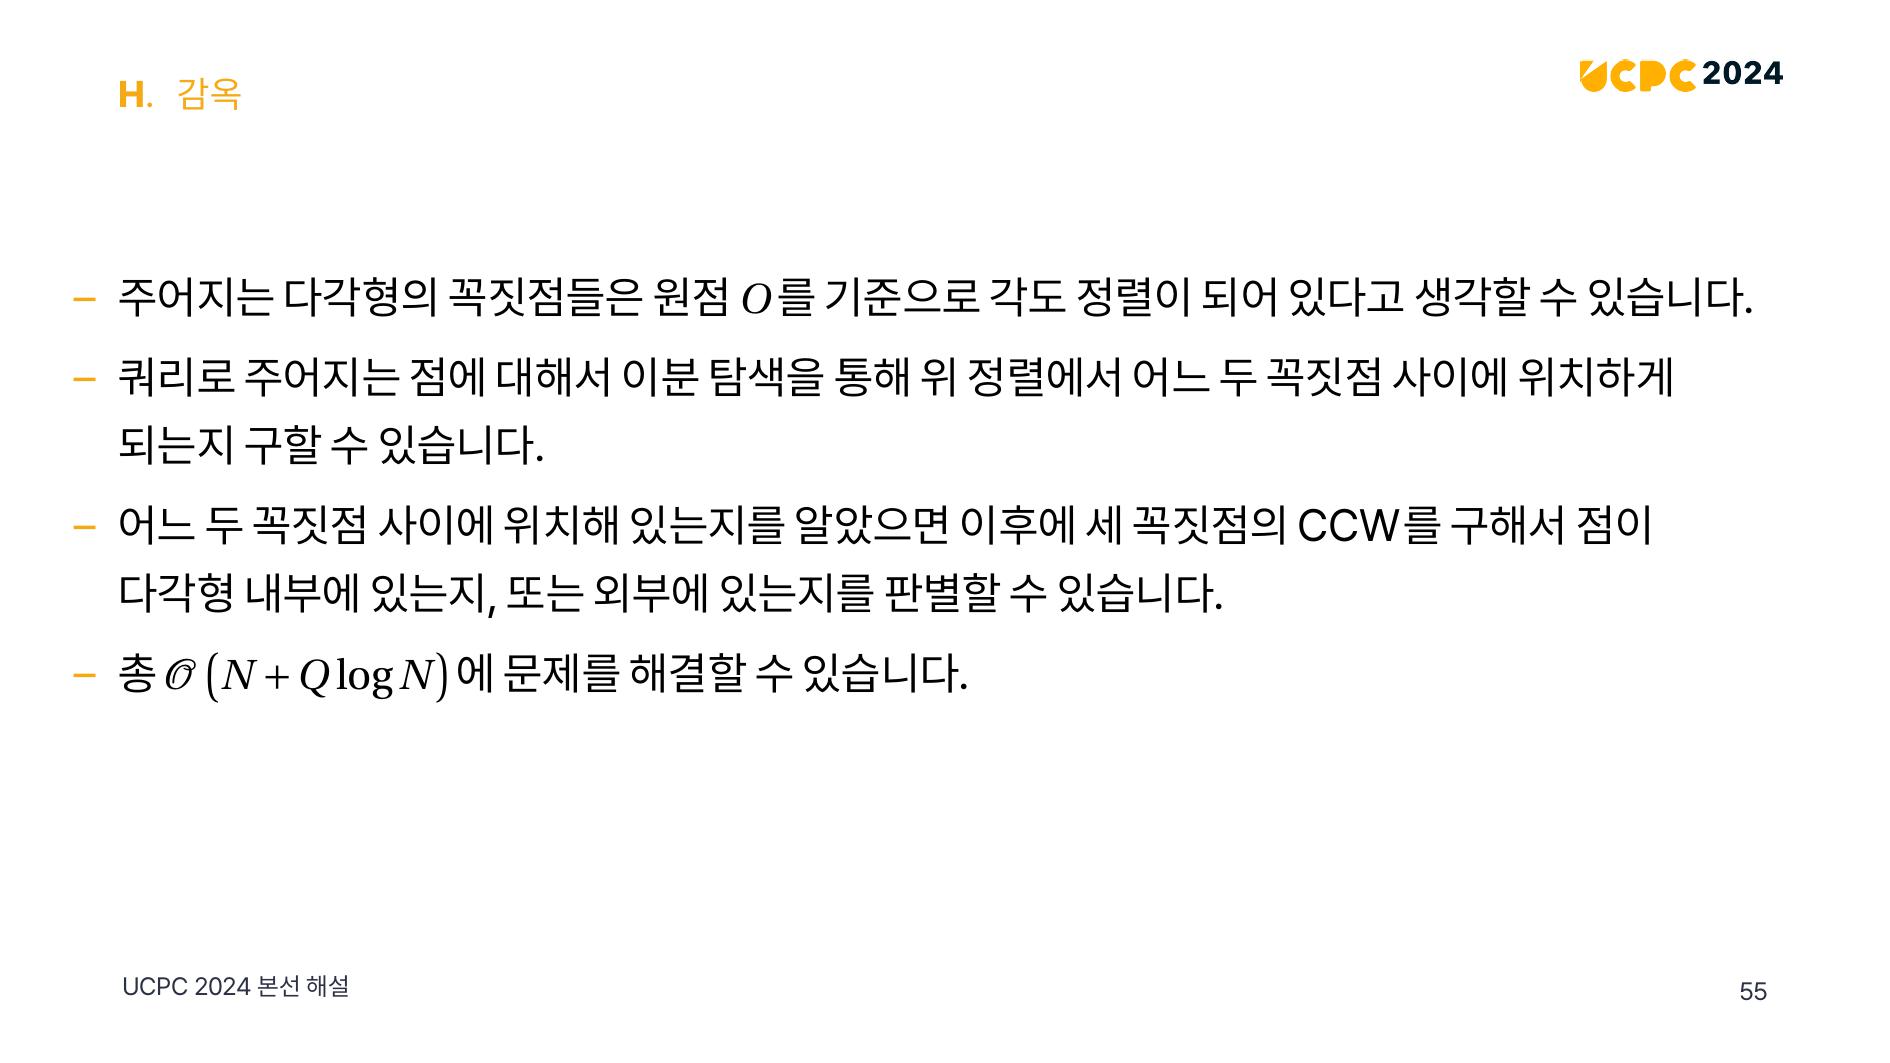 H. 감옥
UCPC 2024
– 주어지는 다각형의 꼭짓점들은 원점 O를 기준으로 각도 정렬이 되어 있다고 생각할 수 있습니다.
– 쿼리로 주어지는 점에 대해서 이분 탐색을 통해 위 정렬에서 어느 두 꼭짓점 사이에 위치하게
되는지 구할 수 있습니다.
– 어느 두 꼭짓점 사이에 위치해 있는지를 알았으면 이후에 세 꼭짓점의 CCW를 구해서 점이
다각형 내부에 있는지, 또는 외부에 있는지를 판별할 수 있습니다.
– 총 𝒪 (N + Q log N)에 문제를 해결할 수 있습니다.
UCPC 2024 본선 해설
55